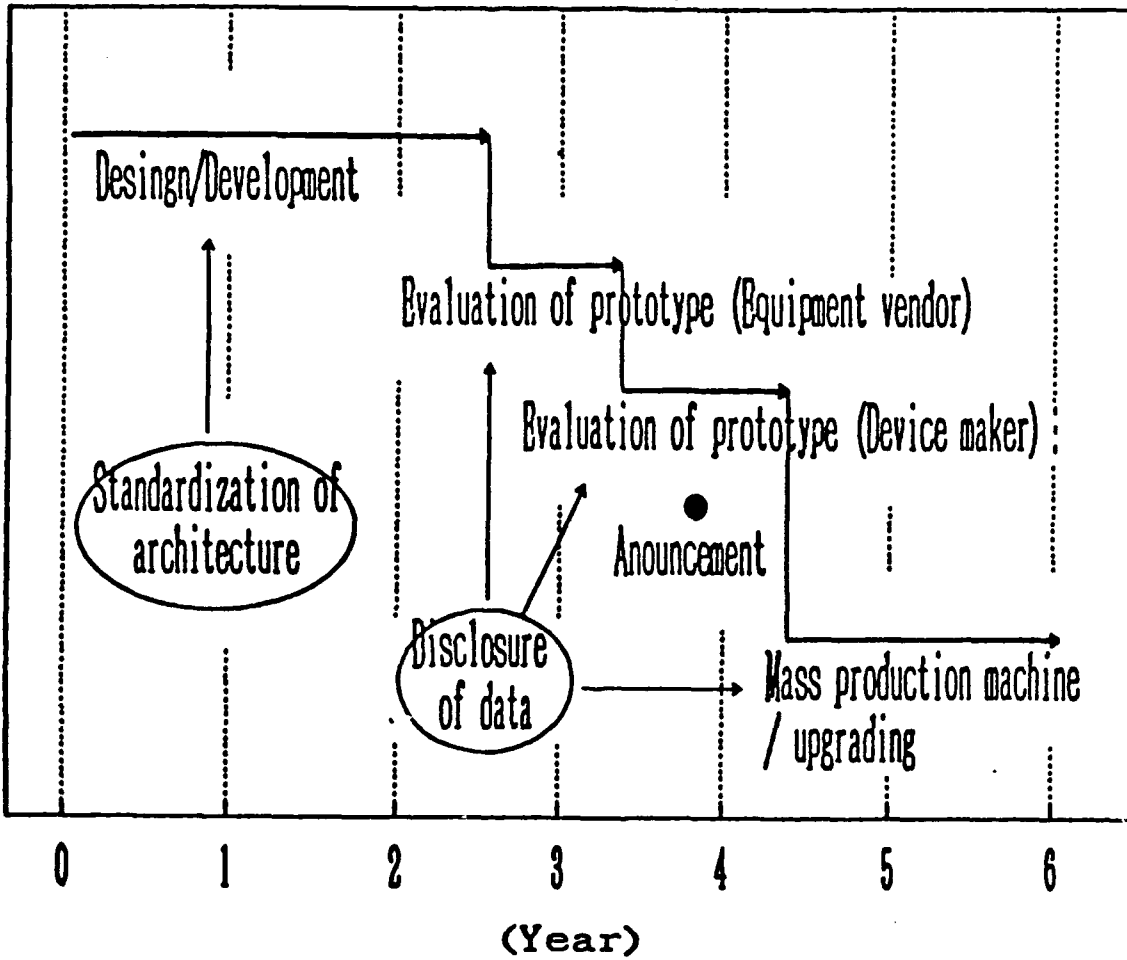 Desingn/Development
Evaluation of prototype (Equipment vendor)
Evaluation of prototype (Device maker)
Standardization of
architecture
Anouncement
Disclosure
of data
Mass production machine
/ upgrading
0 1 2 3 4 5 6
(Year)